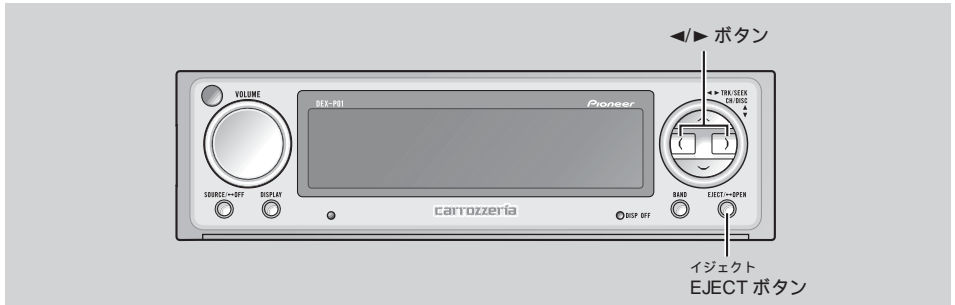 ◄/► ボタン
VOLUME
DEX-P01
Pioneer
◄ ► TRK/SEEK
CH/DISC
▲
▼
SOURCE/↔OFF
DISPLAY
carrozzeria
DISP OFF
BAND
EJECT/↔OPEN
イジェクト
EJECT ボタン